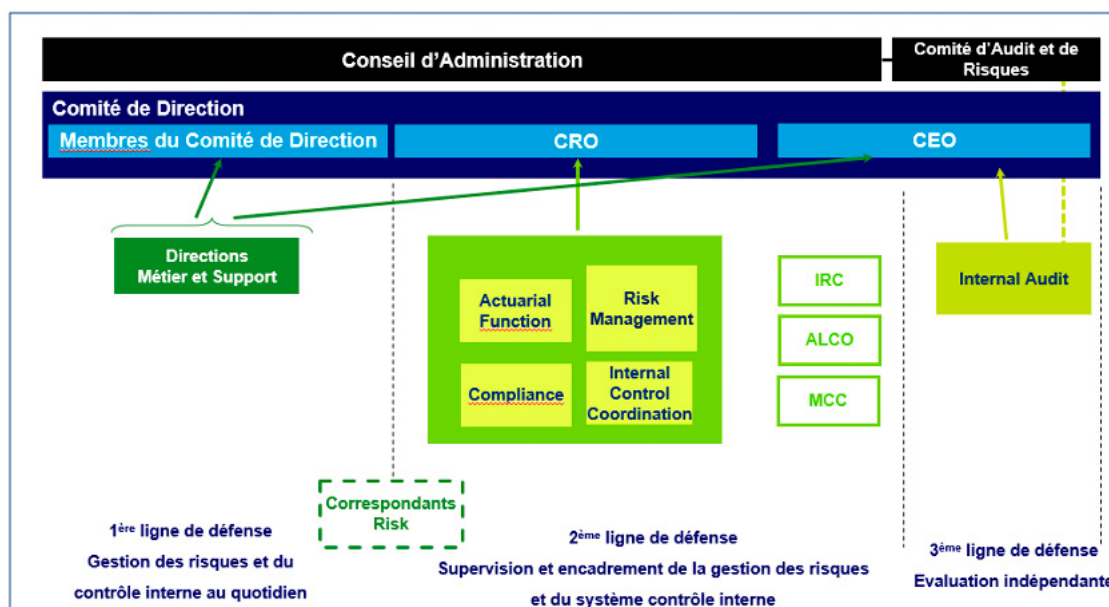 Conseil d'Administration
Comité d'Audit et de
Risques
Comité de Direction
Membres du Comité de Direction
CRO
CEO
Directions
Métier et Support
Actuarial
Function
Risk
Management
Compliance
Internal
Control
Coordination
IRC
ALCO
MCC
Internal Audit
Correspondants
Risk
1ère ligne de défense
Gestion des risques et du
contrôle interne au quotidien
2ème ligne de défense
Supervision et encadrement de la gestion des risques
et du système contrôle interne
3ème ligne de défense
Evaluation indépendante